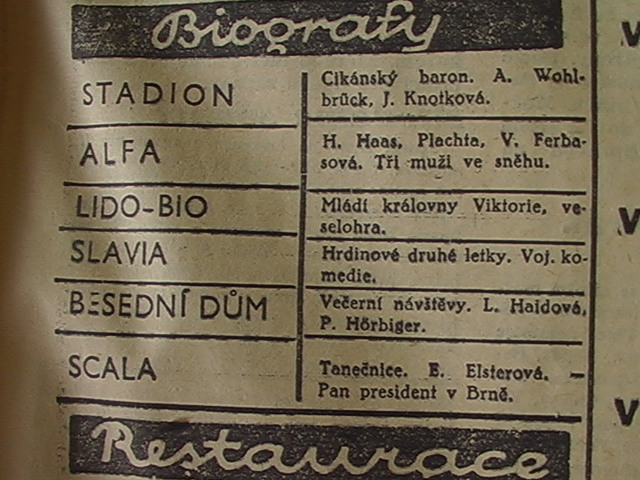 Biografy
STADION
Cikánský baron. A. Wohl-
brück, J. Knotková.
ALFA
H. Haas, Plachta, V. Ferba-
sová. Tři muži ve sněhu.
LIDO-BIO
Mládí královny Viktorie, ve-
selohra.
SLAVIA
Hrdinové druhé letky. Voj. ko-
medie.
BESEDNÍ DŮM
Večerní návštěvy. L. Haidová,
P. Hörbiger.
SCALA
Tanečnice. E. Elsterová. —
Pan president v Brně.
Restaurace
V
V
V